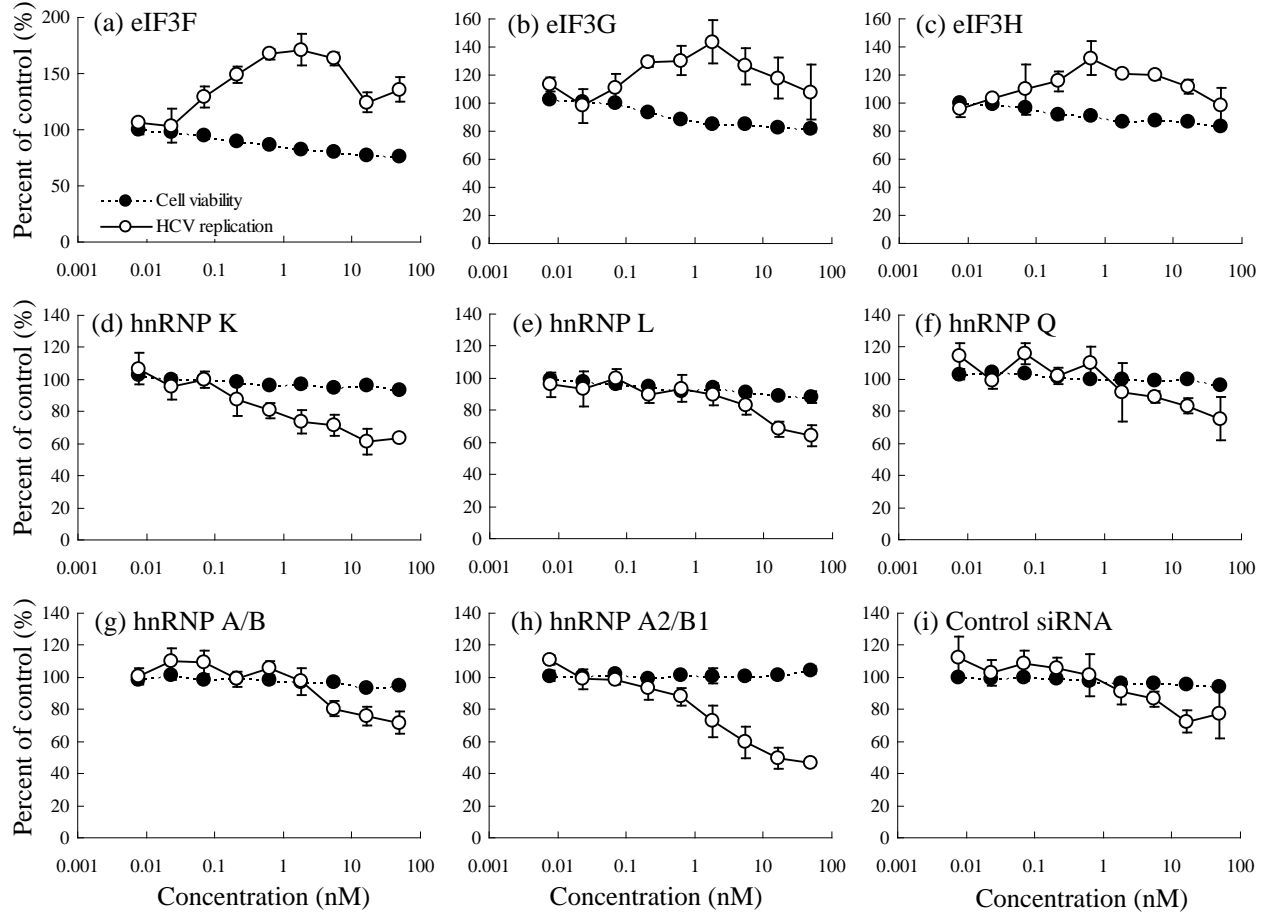 (a) eIF3F
(b) eIF3G
(c) eIF3H
Percent of control (%)
200
150
100
50
0
160
140
120
100
80
60
40
20
0
160
140
120
100
80
60
40
20
0
Cell viability
HCV replication
0.001 0.01 0.1 1 10 100
0.001 0.01 0.1 1 10 100
0.001 0.01 0.1 1 10 100
(d) hnRNP K
(e) hnRNP L
(f) hnRNP Q
Percent of control (%)
140
120
100
80
60
40
20
0
140
120
100
80
60
40
20
0
140
120
100
80
60
40
20
0
0.001 0.01 0.1 1 10 100
0.001 0.01 0.1 1 10 100
0.001 0.01 0.1 1 10 100
(g) hnRNP A/B
(h) hnRNP A2/B1
(i) Control siRNA
Percent of control (%)
140
120
100
80
60
40
20
0
140
120
100
80
60
40
20
0
140
120
100
80
60
40
20
0
0.001 0.01 0.1 1 10 100
0.001 0.01 0.1 1 10 100
0.001 0.01 0.1 1 10 100
Concentration (nM)
Concentration (nM)
Concentration (nM)